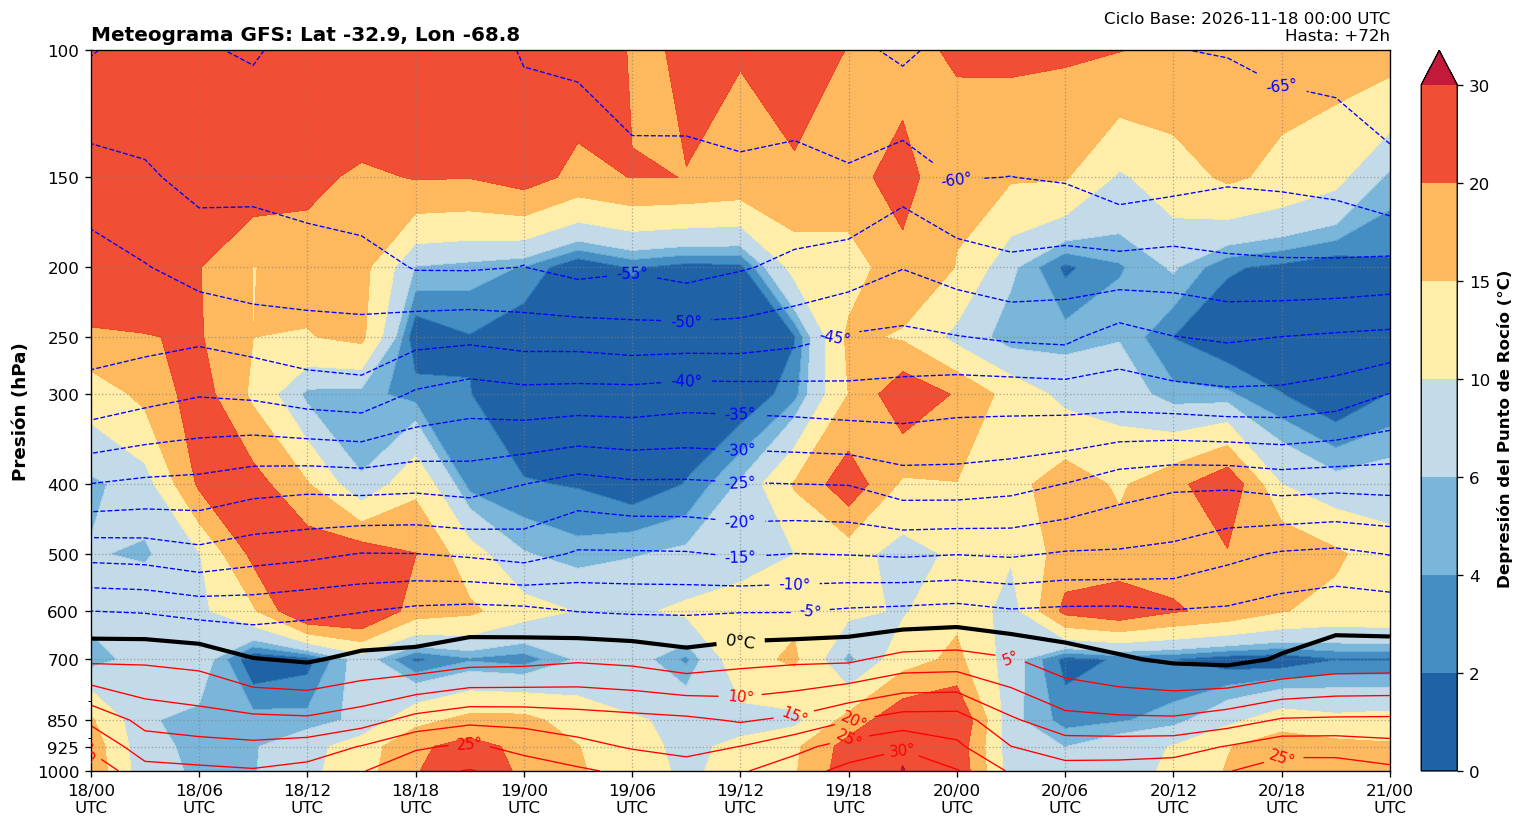 Ciclo Base: 2026-11-18 00:00 UTC
Meteograma GFS: Lat -32.9, Lon -68.8
Hasta: +72h
100
150
200
250
300
400
500
600
700
850
925
1000
Presión (hPa)
-65°
-60°
-55°
-50°
-45°
-40°
-35°
-30°
-25°
-20°
-15°
-10°
-5°
0°C
5°
10°
15°
20°
25°
25°
30°
25°
18/00
UTC
18/06
UTC
18/12
UTC
18/18
UTC
19/00
UTC
19/06
UTC
19/12
UTC
19/18
UTC
20/00
UTC
20/06
UTC
20/12
UTC
20/18
UTC
21/00
UTC
30
20
15
10
6
4
2
0
Depresión del Punto de Rocío (°C)